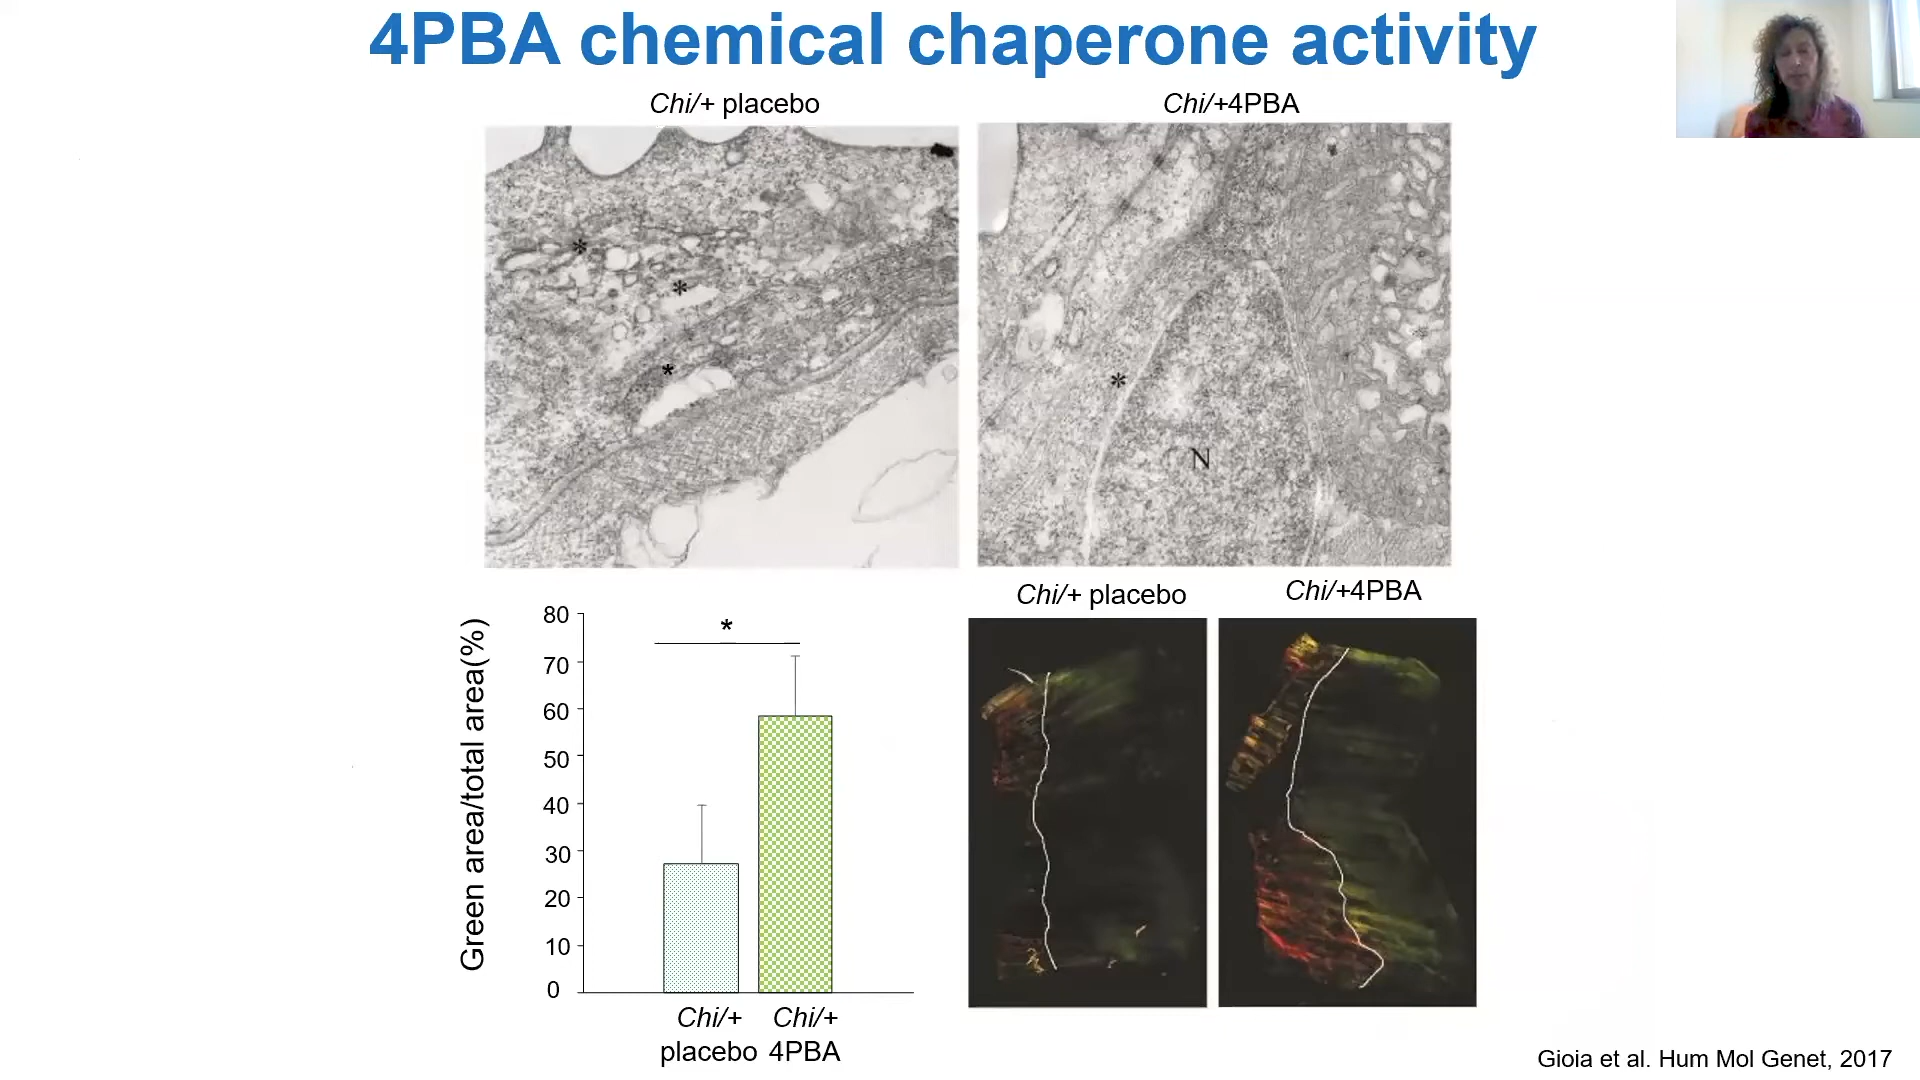 4PBA chemical chaperone activity
Chi/+ placebo
Chi/+4PBA
*
*
*
*
N
Chi/+ placebo
Chi/+4PBA
Green area/total area(%)
80
70
60
50
40
30
20
10
0
*
Chi/+ placebo
Chi/+ 4PBA
Gioia et al. Hum Mol Genet, 2017